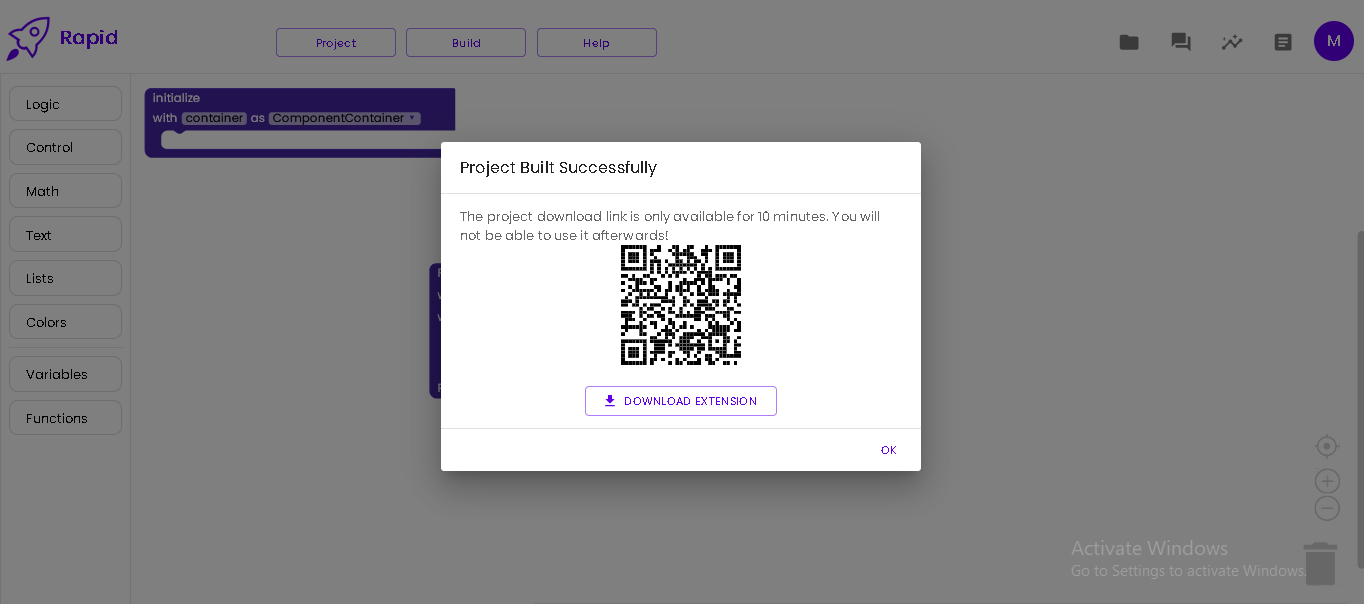 Rapid
Project
Build
Help
M
Logic
Control
Math
Text
Lists
Colors
Variables
Functions
initialize
with container as ComponentContainer
Project Built Successfully
The project download link is only available for 10 minutes. You will
not be able to use it afterwards!
DOWNLOAD EXTENSION
OK
Activate Windows
Go to Settings to activate Windows.